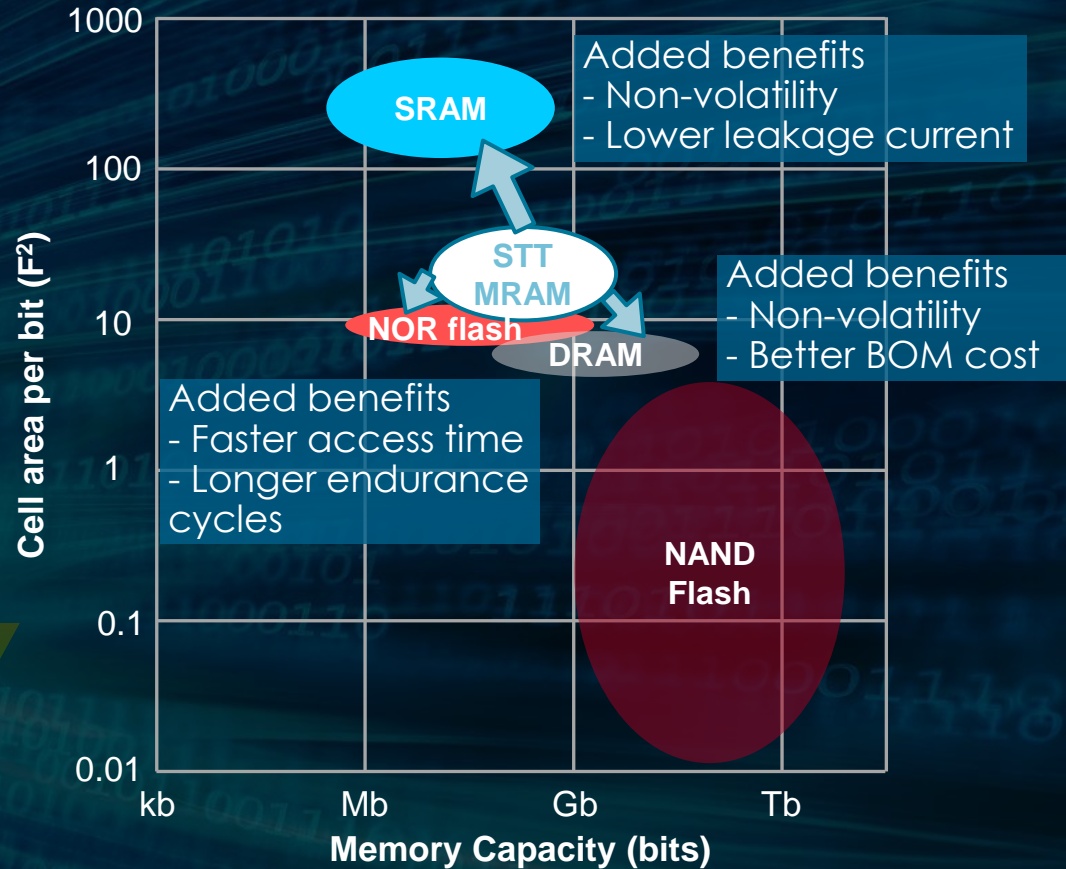 1000
100
10
1
0.1
0.01
Cell area per bit (F²)
SRAM
Added benefits
- Non-volatility
- Lower leakage current
STT
MRAM
NOR flash
DRAM
Added benefits
- Non-volatility
- Better BOM cost
Added benefits
- Faster access time
- Longer endurance
cycles
NAND
Flash
kb
Mb
Gb
Tb
Memory Capacity (bits)